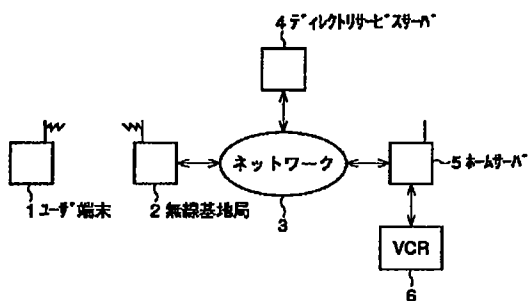 4 ディレクトリサービスサーバ
ネットワーク
3
1 ユーザ端末
2 無線基地局
5 ホームサーバ
VCR
6